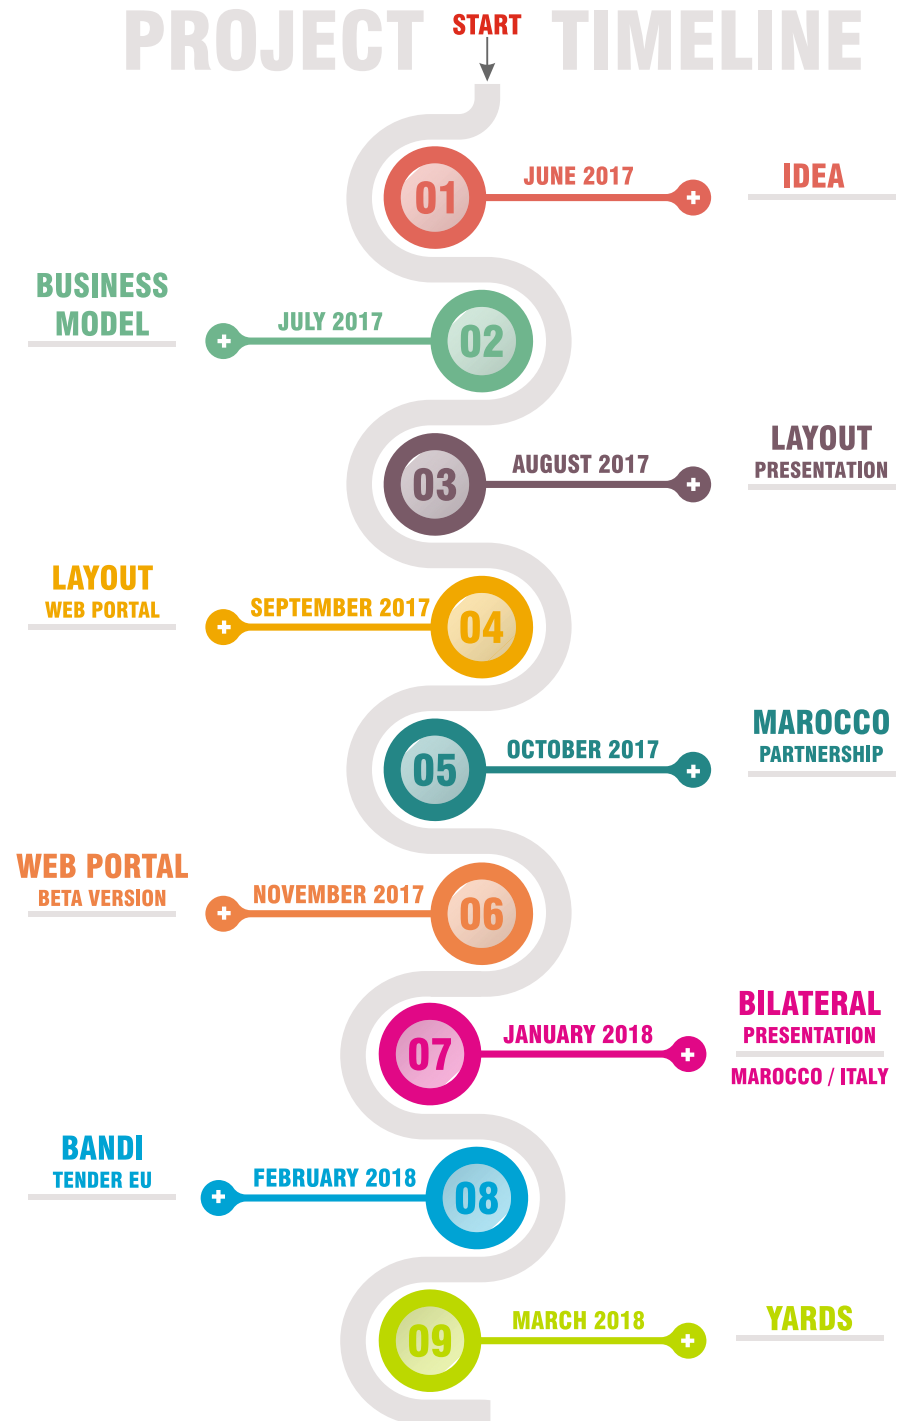 PROJECT TIMELINE
START
01
JUNE 2017
IDEA
BUSINESS
MODEL
JULY 2017
02
03
AUGUST 2017
LAYOUT
PRESENTATION
LAYOUT
WEB PORTAL
SEPTEMBER 2017
04
05
OCTOBER 2017
MAROCCO
PARTNERSHIP
WEB PORTAL
BETA VERSION
NOVEMBER 2017
06
07
JANUARY 2018
BILATERAL
PRESENTATION
MAROCCO / ITALY
BANDI
TENDER EU
FEBRUARY 2018
08
09
MARCH 2018
YARDS